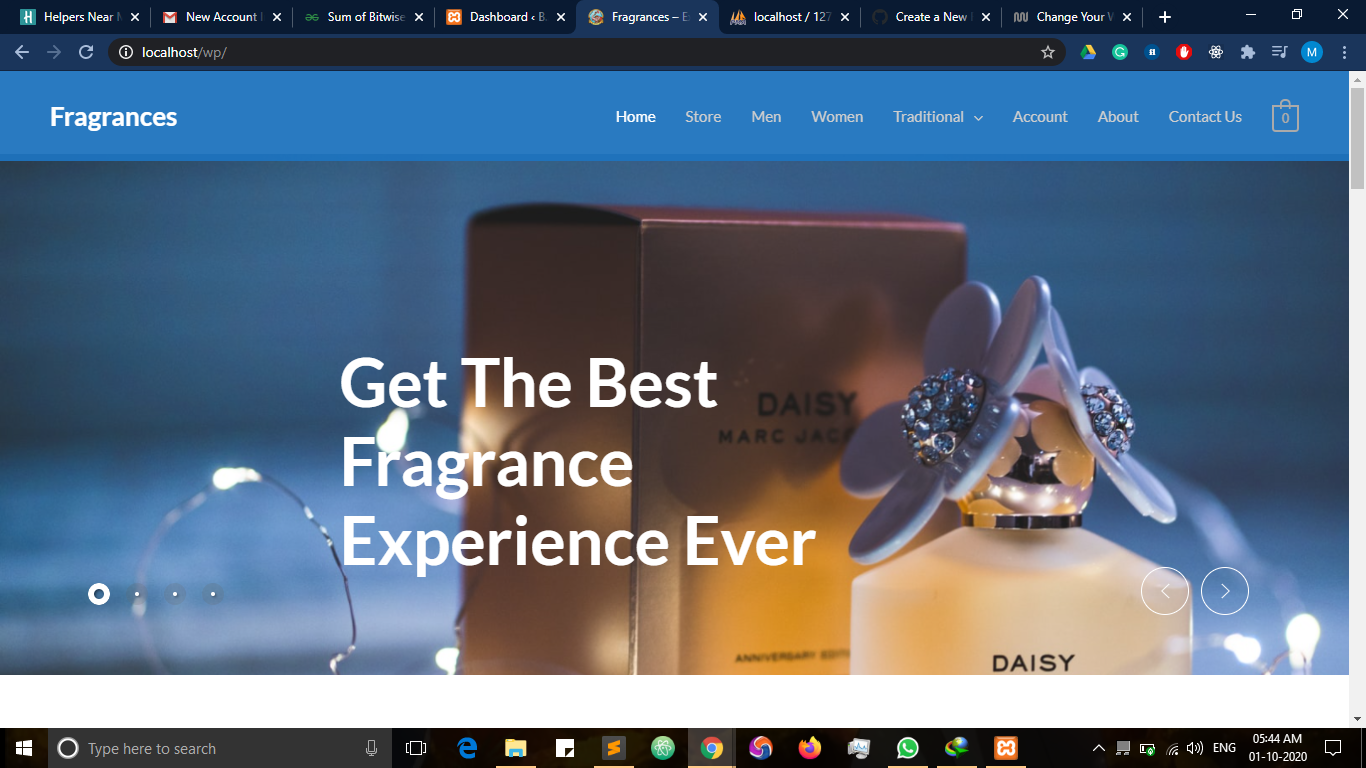 Helpers Near
New Account
Sum of Bitwise
Dashboard ‹ B
Fragrances – E
localhost / 127
Create a New
Change Your
localhost/wp/
M
Fragrances
Home
Store
Men
Women
Traditional
Account
About
Contact Us
0
Get The Best
Fragrance
Experience Ever
DAISY
MARC JAC
ANNIVERSARY EDIT
DAISY
Type here to search
ENG
05:44 AM
01-10-2020